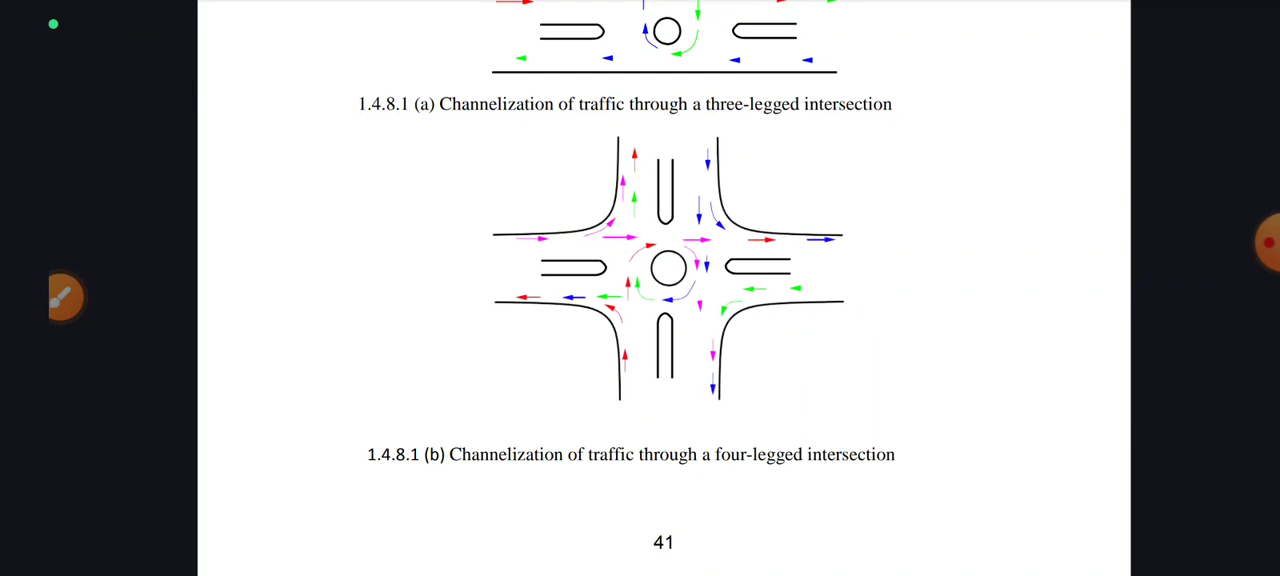 1.4.8.1 (a) Channelization of traffic through a three-legged intersection
1.4.8.1 (b) Channelization of traffic through a four-legged intersection
41